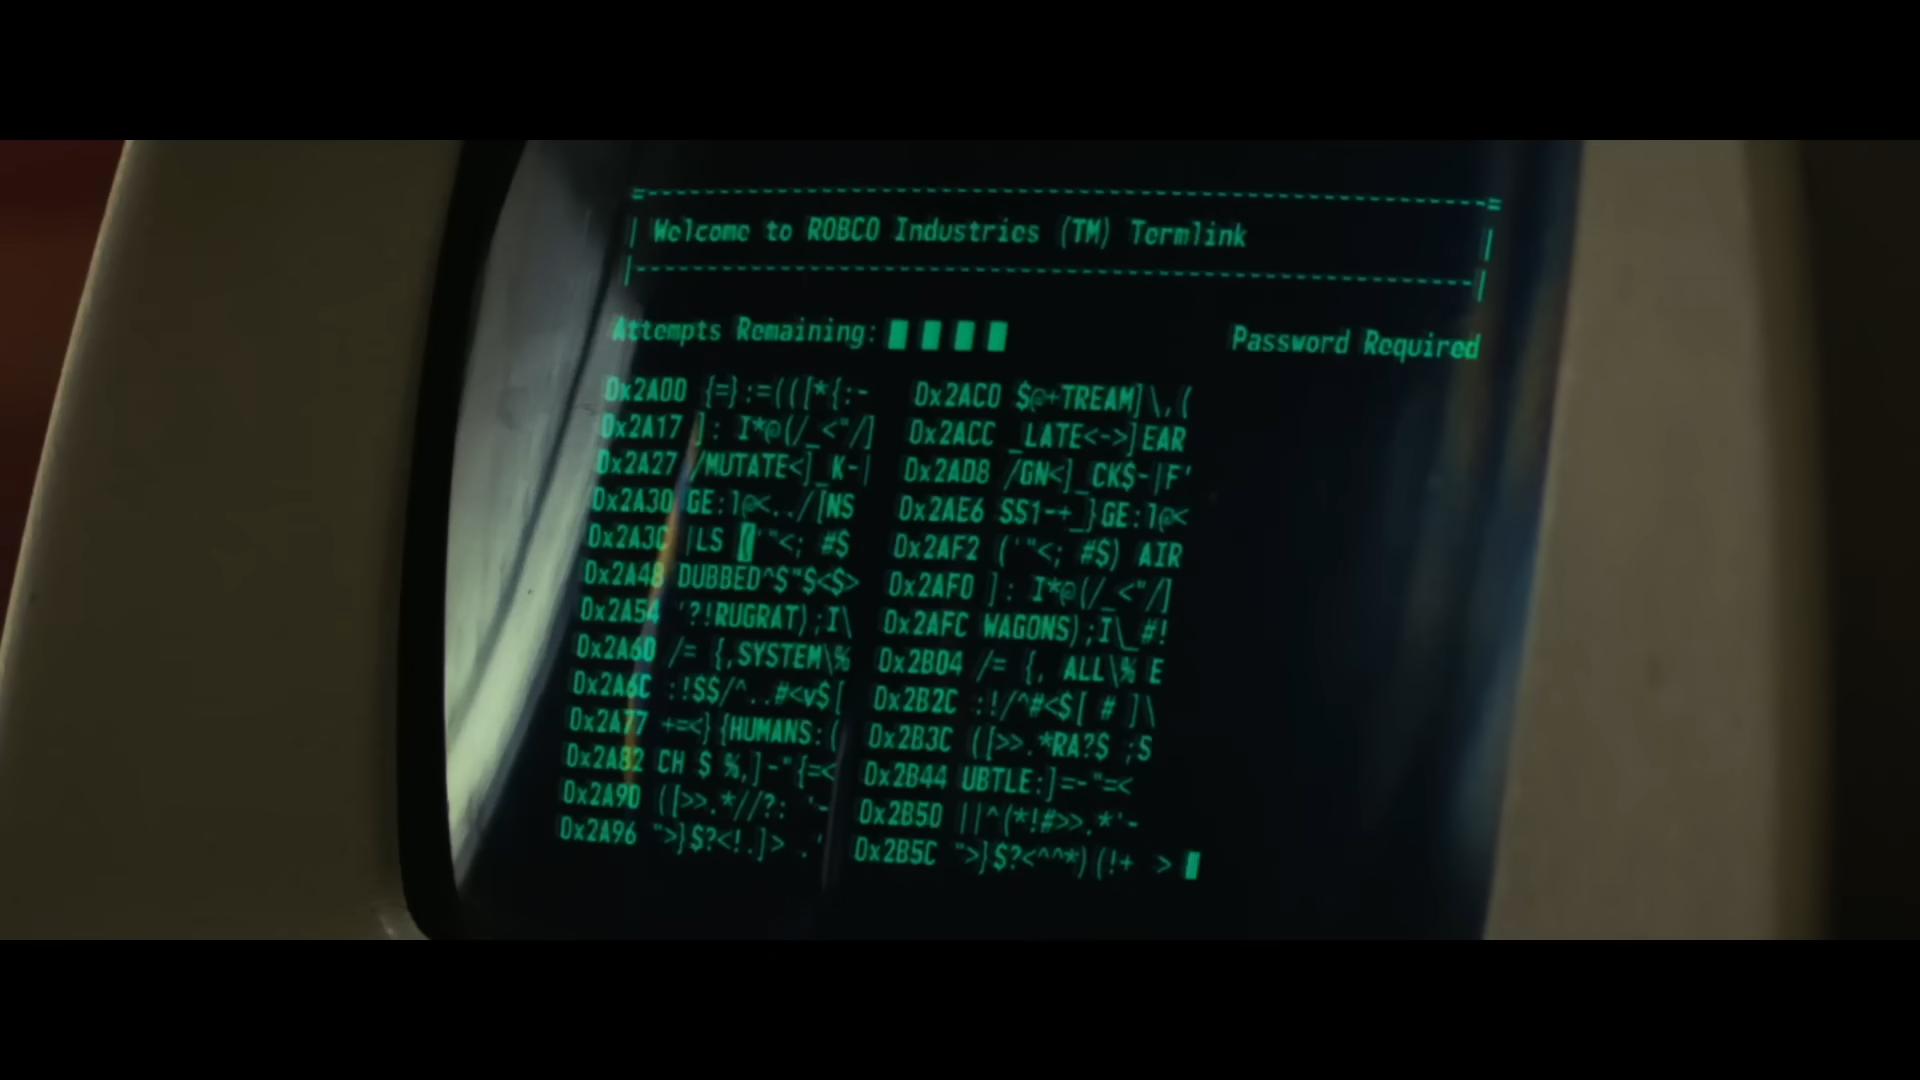 Welcome to ROBCO Industries (TM) Termlink
Attempts Remaining:
Password Required
0x2A00 {=}:=(([*{:-
0x2A17 ]: I*@(/_<"/]
0x2A27 /MUTATE<]_K-|
0x2A30 GE:l@<../[NS
0x2A3C |LS ('"<; #$
0x2A48 DUBBED^$"$<$>
0x2A54 '?!RUGRAT);I\
0x2A60 /= {,SYSTEM\%
0x2A6C :!$$/^..#<v$[
0x2A77 +=<}{HUMANS:(
0x2A82 CH $ %,]-"{=<
0x2A90 ([>>.*//?: '-
0x2A96 ">}$?<!.]> .'
0x2AC0 $@+TREAM]\,(
0x2ACC _LATE<->]EAR
0x2AD8 /GN<]_CK$-|F'
0x2AE6 SS1-+_}GE:l@<
0x2AF2 ('"<; #$) AIR
0x2AF0 ]: I*@(/_<"/]
0x2AFC WAGONS);I\_#!
0x2B04 /= {, ALL\% E
0x2B2C :!/^#<$[ # ]\
0x2B3C ([>>.*RA?$ ;S
0x2B44 UBTLE:]=-"=<
0x2B50 ||^(*!#>>.*'-
0x2B5C ">}$?<^^*)(!+ >